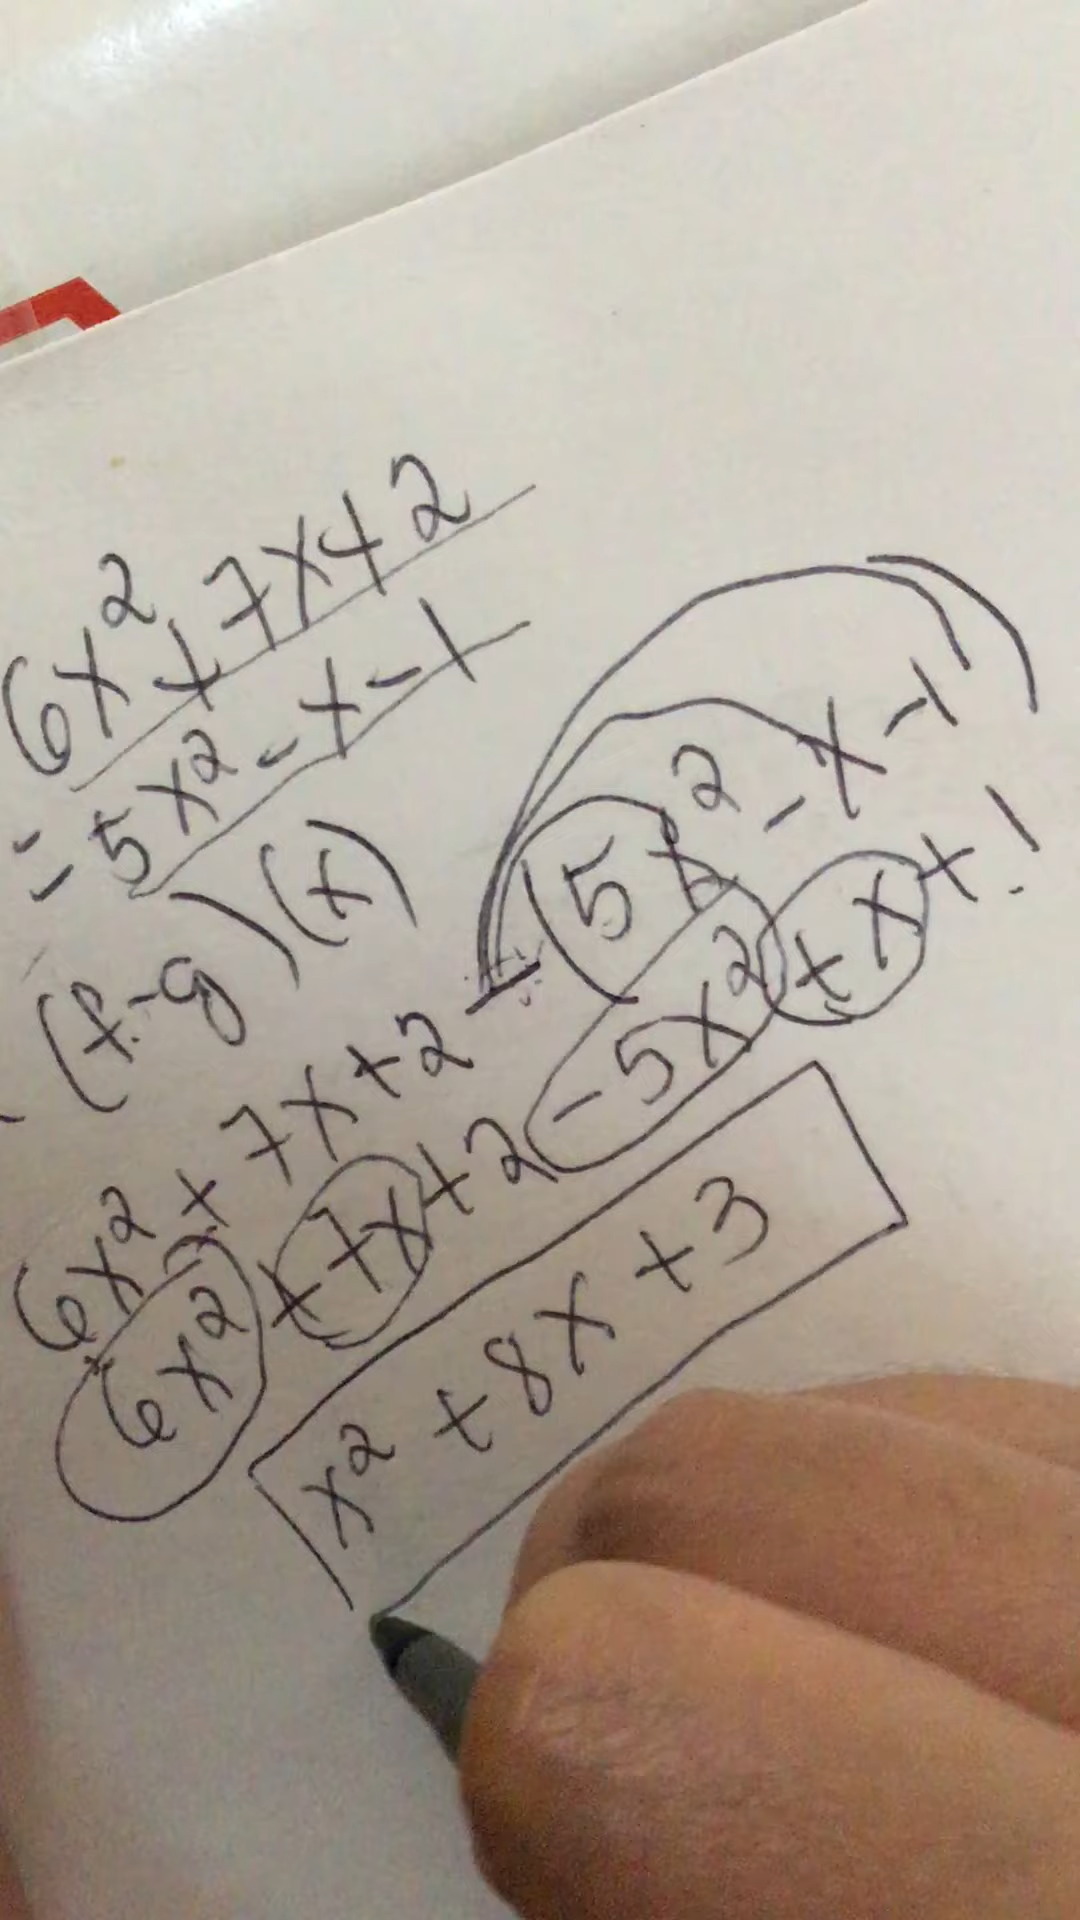 6x² + 7x + 2
= 5x² - x - 1
(f-g)(x)
6x² + 7x + 2 - (5x² - x - 1)
6x² + 7x + 2 - 5x² + x + 1
x² + 8x + 3